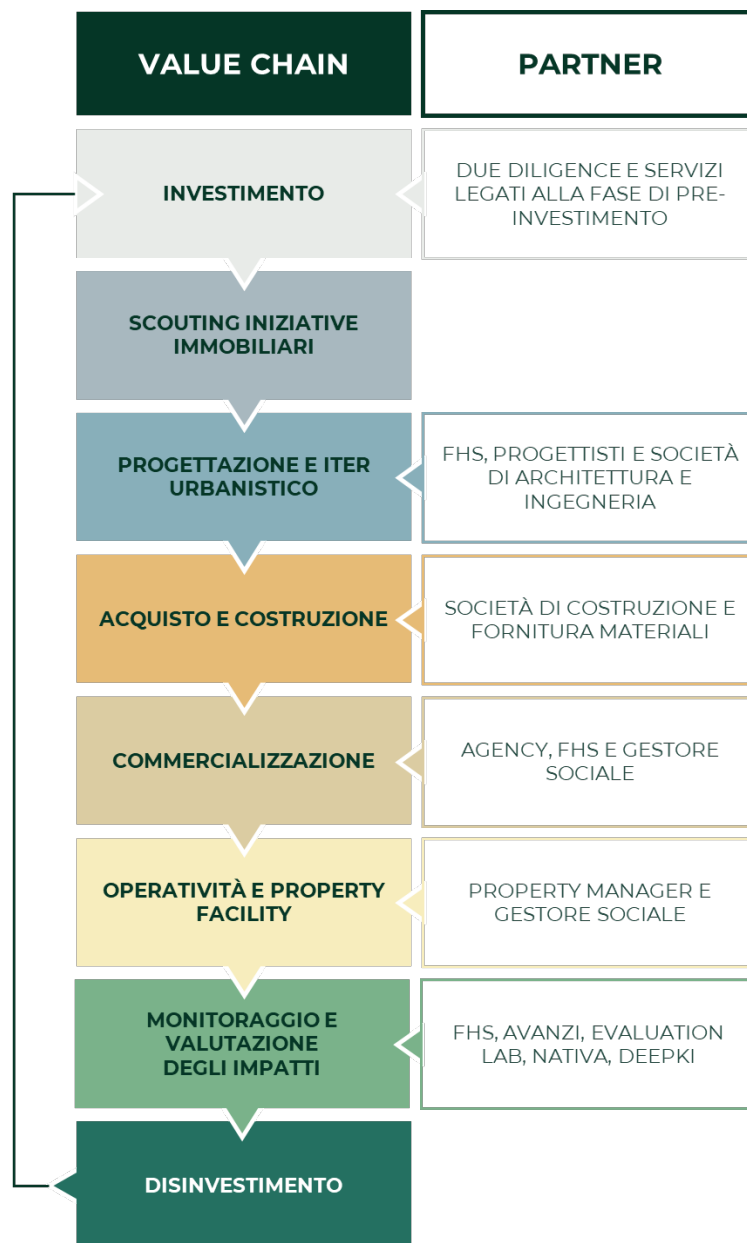 VALUE CHAIN
PARTNER
INVESTIMENTO
DUE DILIGENCE E SERVIZI
LEGATI ALLA FASE DI PRE-
INVESTIMENTO
SCOUTING INIZIATIVE
IMMOBILIARI
PROGETTAZIONE E ITER
URBANISTICO
FHS, PROGETTISTI E SOCIETÀ
DI ARCHITETTURA E
INGEGNERIA
ACQUISTO E COSTRUZIONE
SOCIETÀ DI COSTRUZIONE E
FORNITURA MATERIALI
COMMERCIALIZZAZIONE
AGENCY, FHS E GESTORE
SOCIALE
OPERATIVITÀ E PROPERTY
FACILITY
PROPERTY MANAGER E
GESTORE SOCIALE
MONITORAGGIO E
VALUTAZIONE
DEGLI IMPATTI
FHS, AVANZI, EVALUATION
LAB, NATIVA, DEEPKI
DISINVESTIMENTO